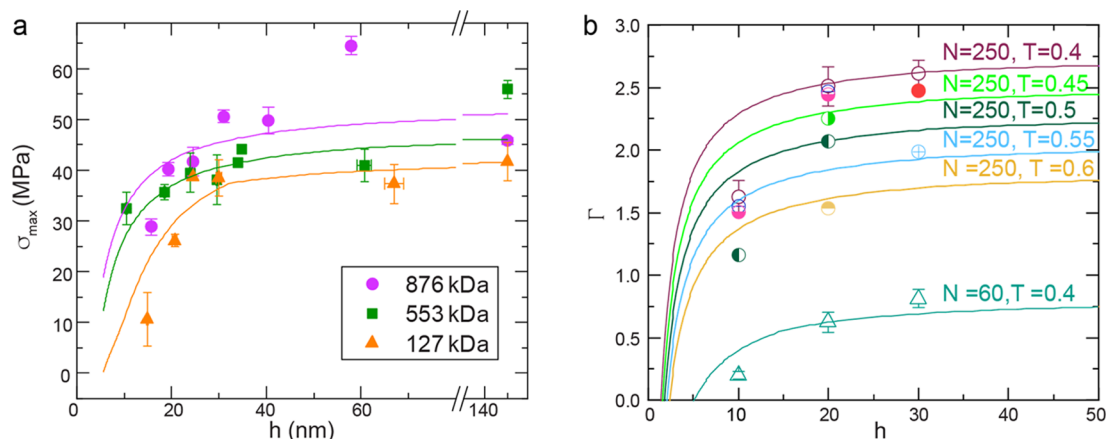 a
σmax (MPa)
60
50
40
30
20
10
0
0
20
40
60
140
h (nm)
876 kDa
553 kDa
127 kDa
b
Γ
3.0
2.5
2.0
1.5
1.0
0.5
0.0
0
10
20
30
40
50
h
N=250, T=0.4
N=250, T=0.45
N=250, T=0.5
N=250, T=0.55
N=250, T=0.6
N =60,T =0.4